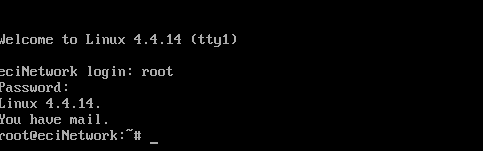 Welcome to Linux 4.4.14 (tty1)
eciNetwork login: root
Password:
Linux 4.4.14.
You have mail.
root@eciNetwork:~# _